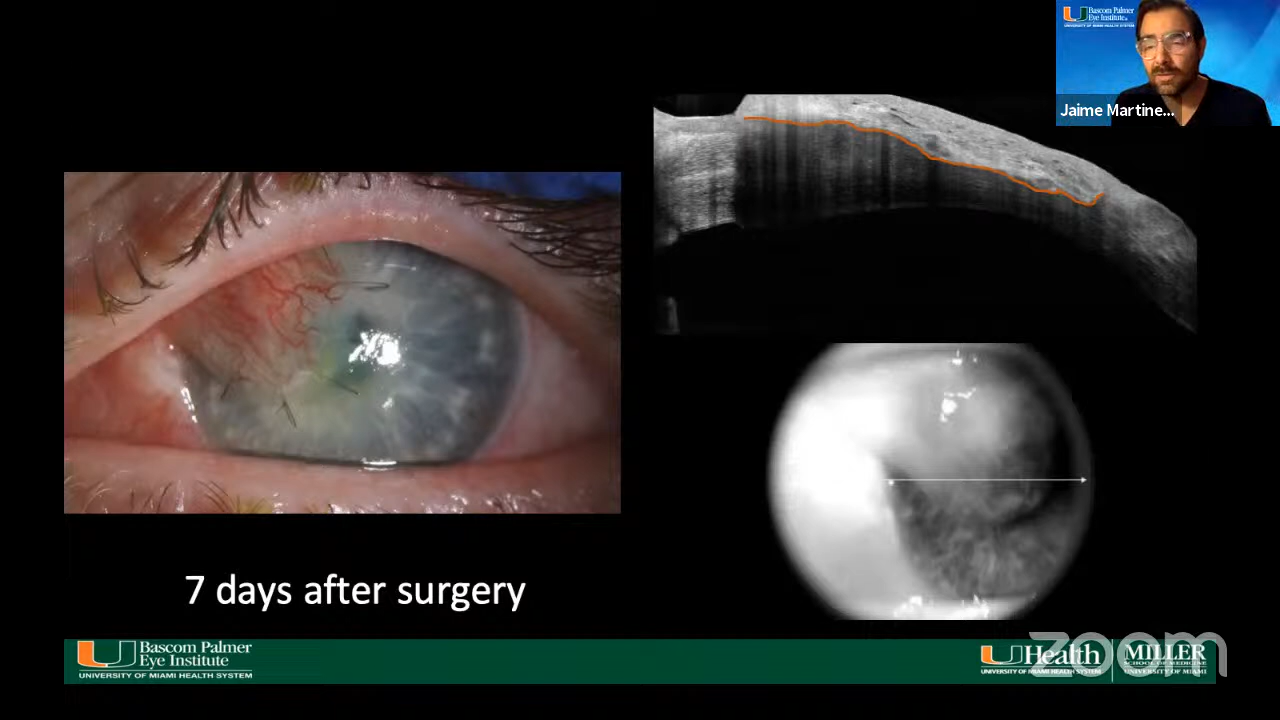 Bascom Palmer
Eye Institute
UNIVERSITY OF MIAMI HEALTH SYSTEM
Jaime Martine...
7 days after surgery
Bascom Palmer
Eye Institute
UNIVERSITY OF MIAMI HEALTH SYSTEM
UHealth
UNIVERSITY OF MIAMI HEALTH SYSTEM
MILLER
SCHOOL OF MEDICINE
UNIVERSITY OF MIAMI
zoom